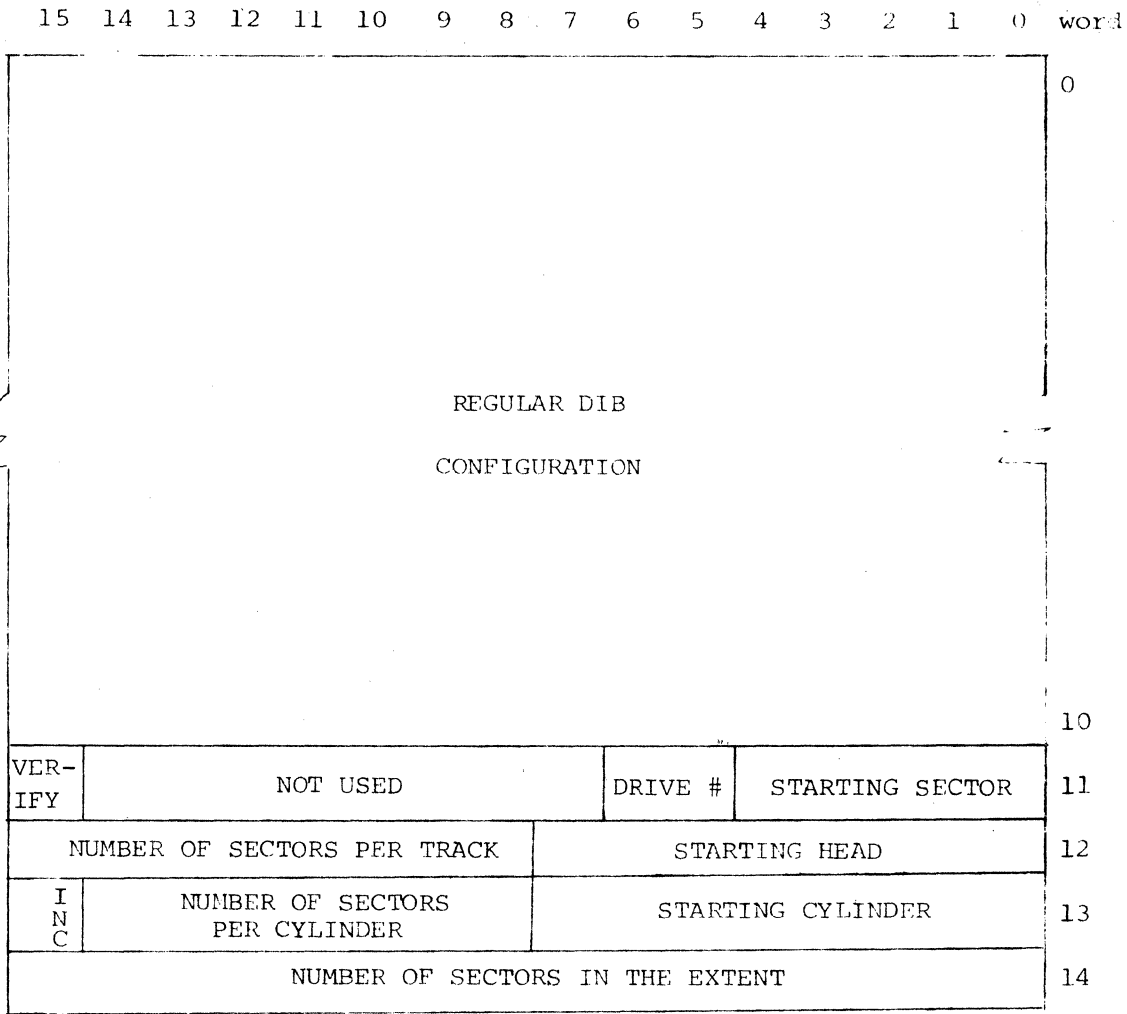 15 14 13 12 11 10 9 8 7 6 5 4 3 2 1 0 word
0
REGULAR DIB
CONFIGURATION
10
VER-
IFY
NOT USED
DRIVE #
STARTING SECTOR
11
NUMBER OF SECTORS PER TRACK
STARTING HEAD
12
I
N
C
NUMBER OF SECTORS
PER CYLINDER
STARTING CYLINDER
13
NUMBER OF SECTORS IN THE EXTENT
14